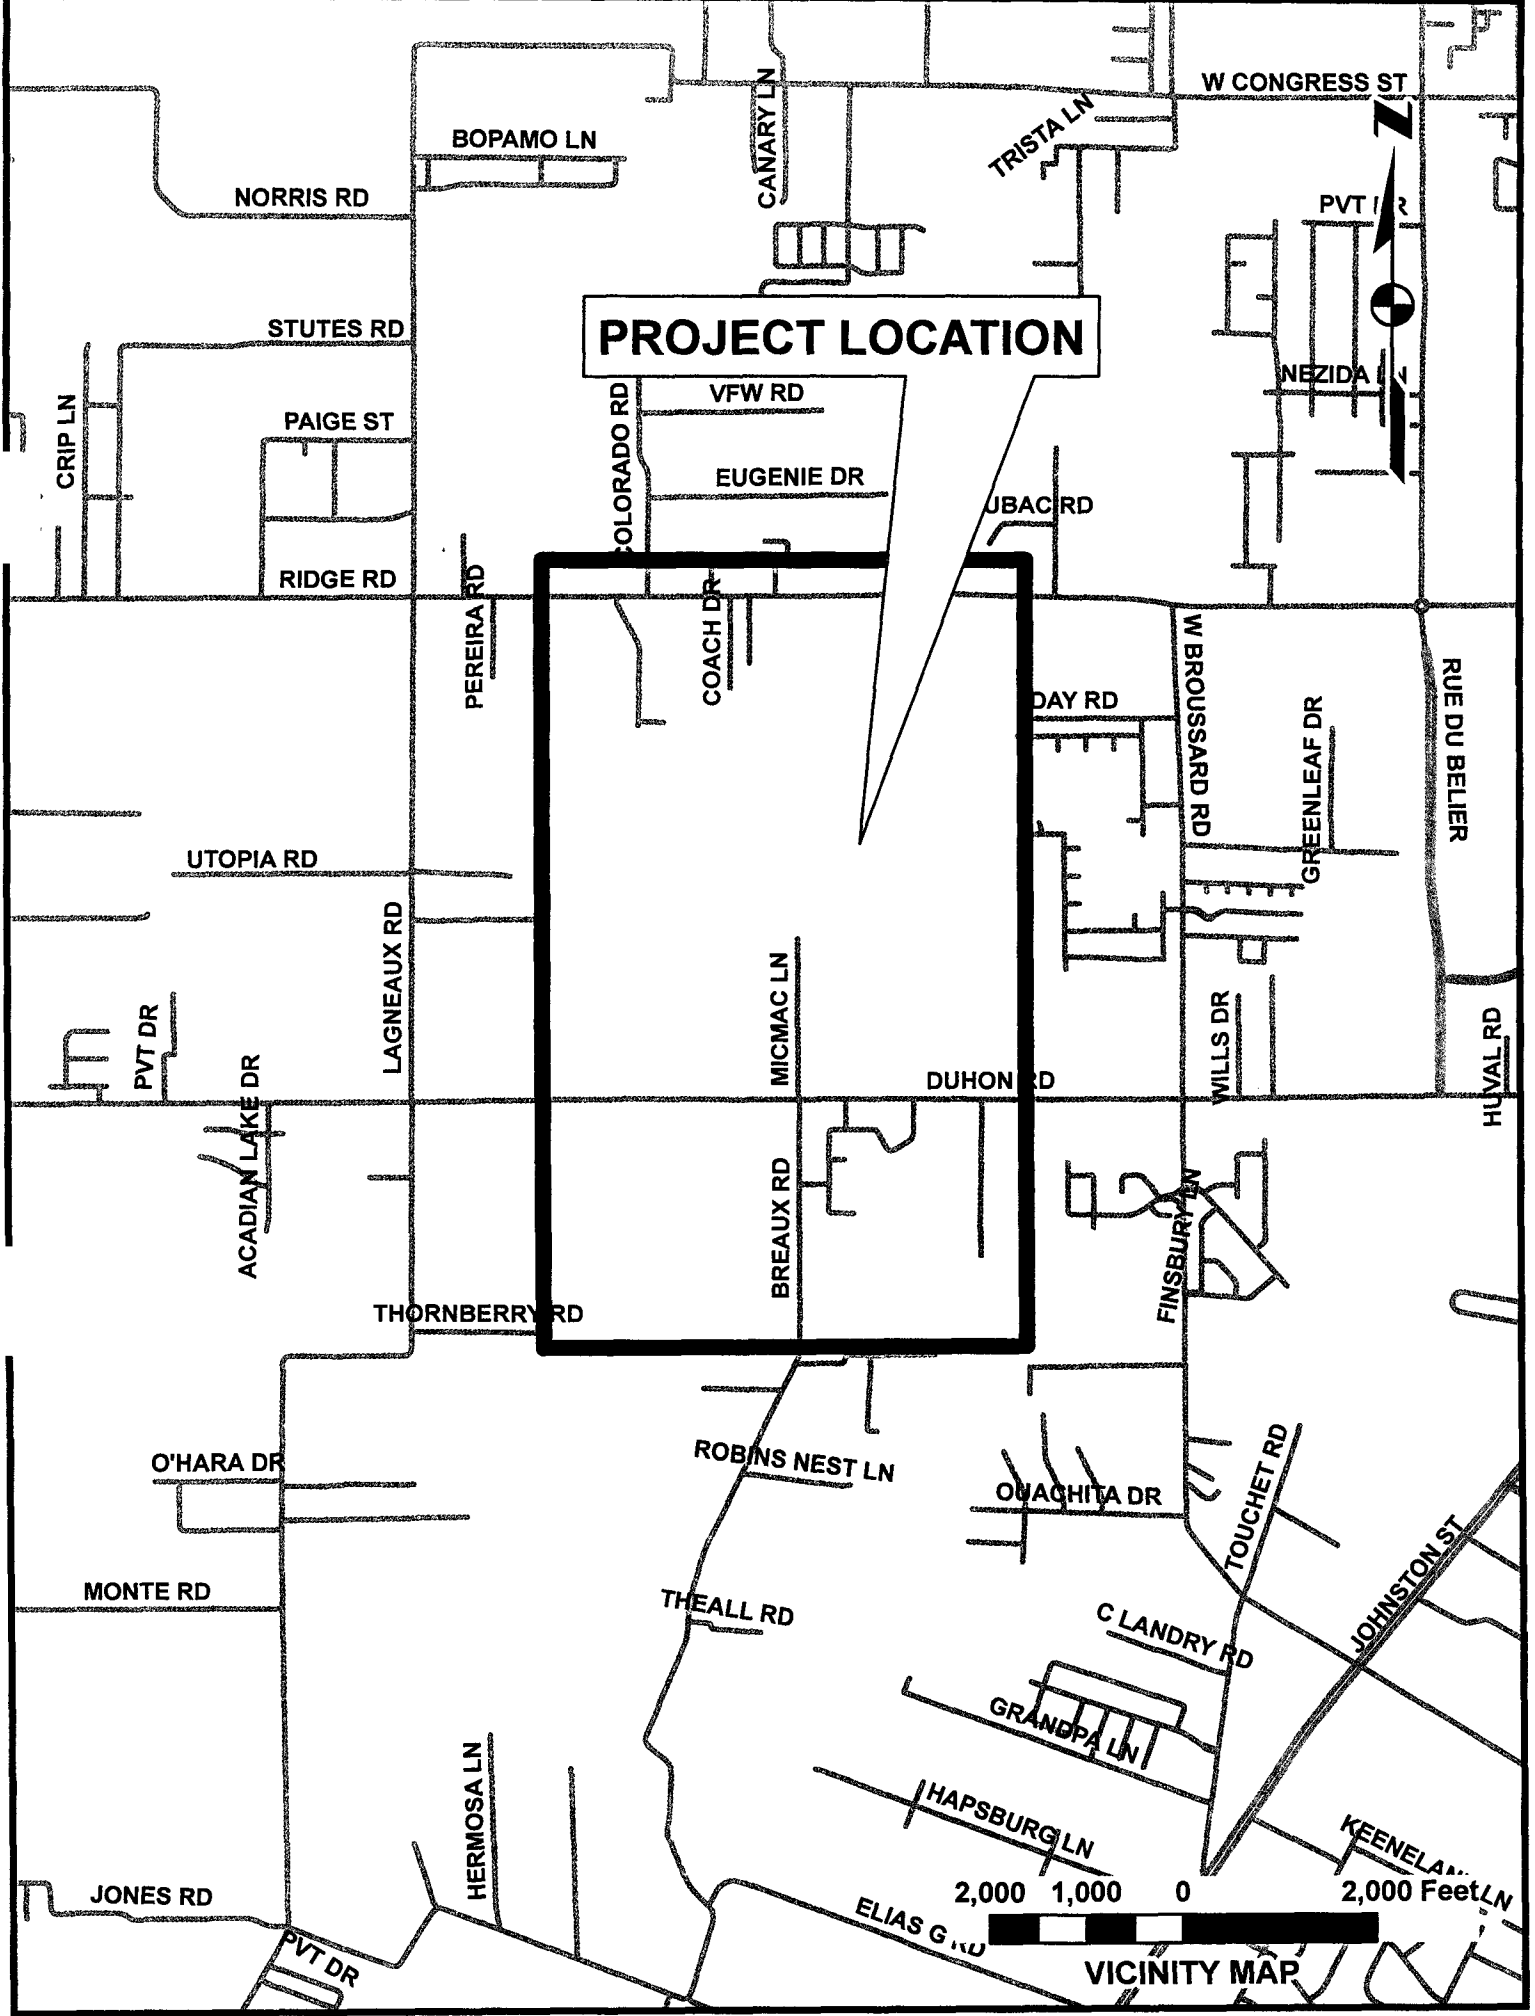 W CONGRESS ST
CANARY LN
TRISTA LN
BOPAMO LN
NORRIS RD
Z
STUTES RD
PROJECT LOCATION
CRIP LN
PAIGE ST
COLORADO RD
VFW RD
NEZIDA LN
EUGENIE DR
RIDGE RD
PEREIRA RD
COACH DR
W BROUSSARD RD
DAY RD
GREENLEAF DR
RUE DU BELIER
UTOPIA RD
LAGNEAUX RD
MICMAC LN
PVT DR
ACADIAN LAKE DR
DUHON RD
WILLS DR
HUVAL RD
BREAUX RD
FINSBURY LN
THORNBERRY RD
O'HARA DR
ROBINS NEST LN
OUACHITA DR
TOUCHET RD
JOHNSTON ST
MONTE RD
THEALL RD
C LANDRY RD
GRANDPA LN
HERMOSA LN
HAPSBURG LN
JONES RD
PVT DR
ELIAS G RD
2,000 1,000 0 2,000 Feet
VICINITY MAP